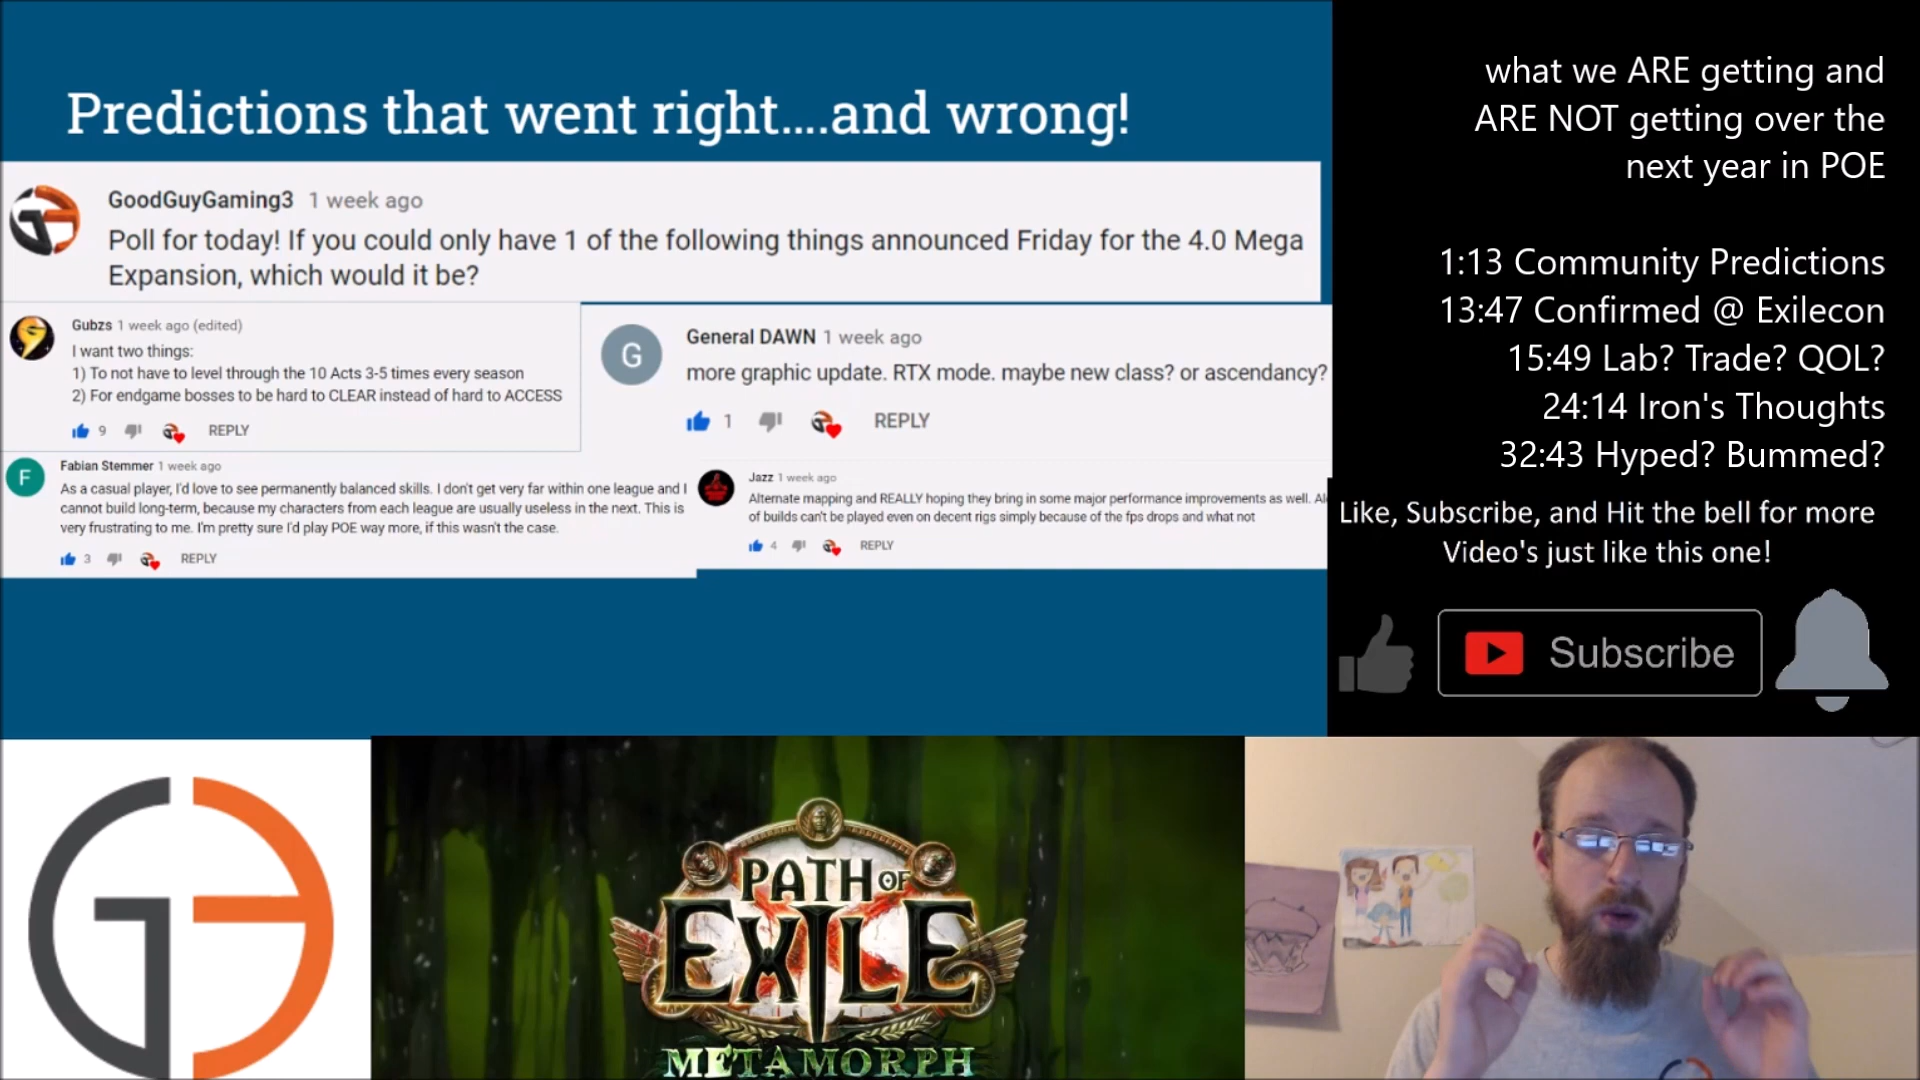 Predictions that went right....and wrong!
GoodGuyGaming3 1 week ago
Poll for today! If you could only have 1 of the following things announced Friday for the 4.0 Mega
Expansion, which would it be?
Gubzs 1 week ago (edited)
I want two things:
1) To not have to level through the 10 Acts 3-5 times every season
2) For endgame bosses to be hard to CLEAR instead of hard to ACCESS
9 REPLY
G
General DAWN 1 week ago
more graphic update. RTX mode. maybe new class? or ascendancy?
1 REPLY
F
Fabian Stemmer 1 week ago
As a casual player, I'd love to see permanently balanced skills. I don't get very far within one league and I
cannot build long-term, because my characters from each league are usually useless in the next. This is
very frustrating to me. I'm pretty sure I'd play POE way more, if this wasn't the case.
3 REPLY
Jazz 1 week ago
Alternate mapping and REALLY hoping they bring in some major performance improvements as well.
of builds can't be played even on decent rigs simply because of the fps drops and what not
4 REPLY
what we ARE getting and
ARE NOT getting over the
next year in POE
1:13 Community Predictions
13:47 Confirmed @ Exilecon
15:49 Lab? Trade? QOL?
24:14 Iron's Thoughts
32:43 Hyped? Bummed?
Like, Subscribe, and Hit the bell for more
Video's just like this one!
Subscribe
PATH OF
EXILE
METAMORPH